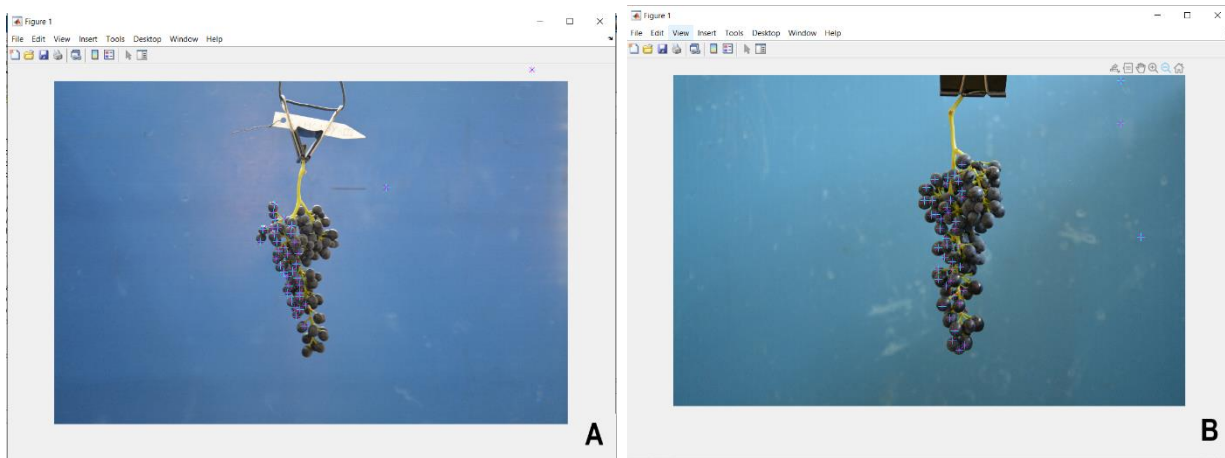 Figure 1
File Edit View Insert Tools Desktop Window Help
A
Figure 1
File Edit View Insert Tools Desktop Window Help
B